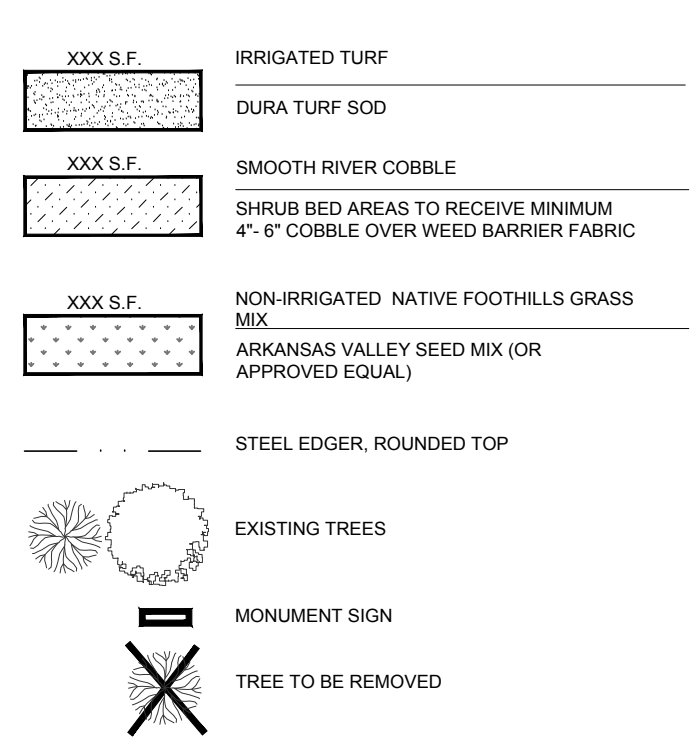 XXX S.F.
IRRIGATED TURF
DURA TURF SOD
XXX S.F.
SMOOTH RIVER COBBLE
SHRUB BED AREAS TO RECEIVE MINIMUM
4"- 6" COBBLE OVER WEED BARRIER FABRIC
XXX S.F.
NON-IRRIGATED NATIVE FOOTHILLS GRASS
MIX
ARKANSAS VALLEY SEED MIX (OR
APPROVED EQUAL)
STEEL EDGER, ROUNDED TOP
EXISTING TREES
MONUMENT SIGN
TREE TO BE REMOVED